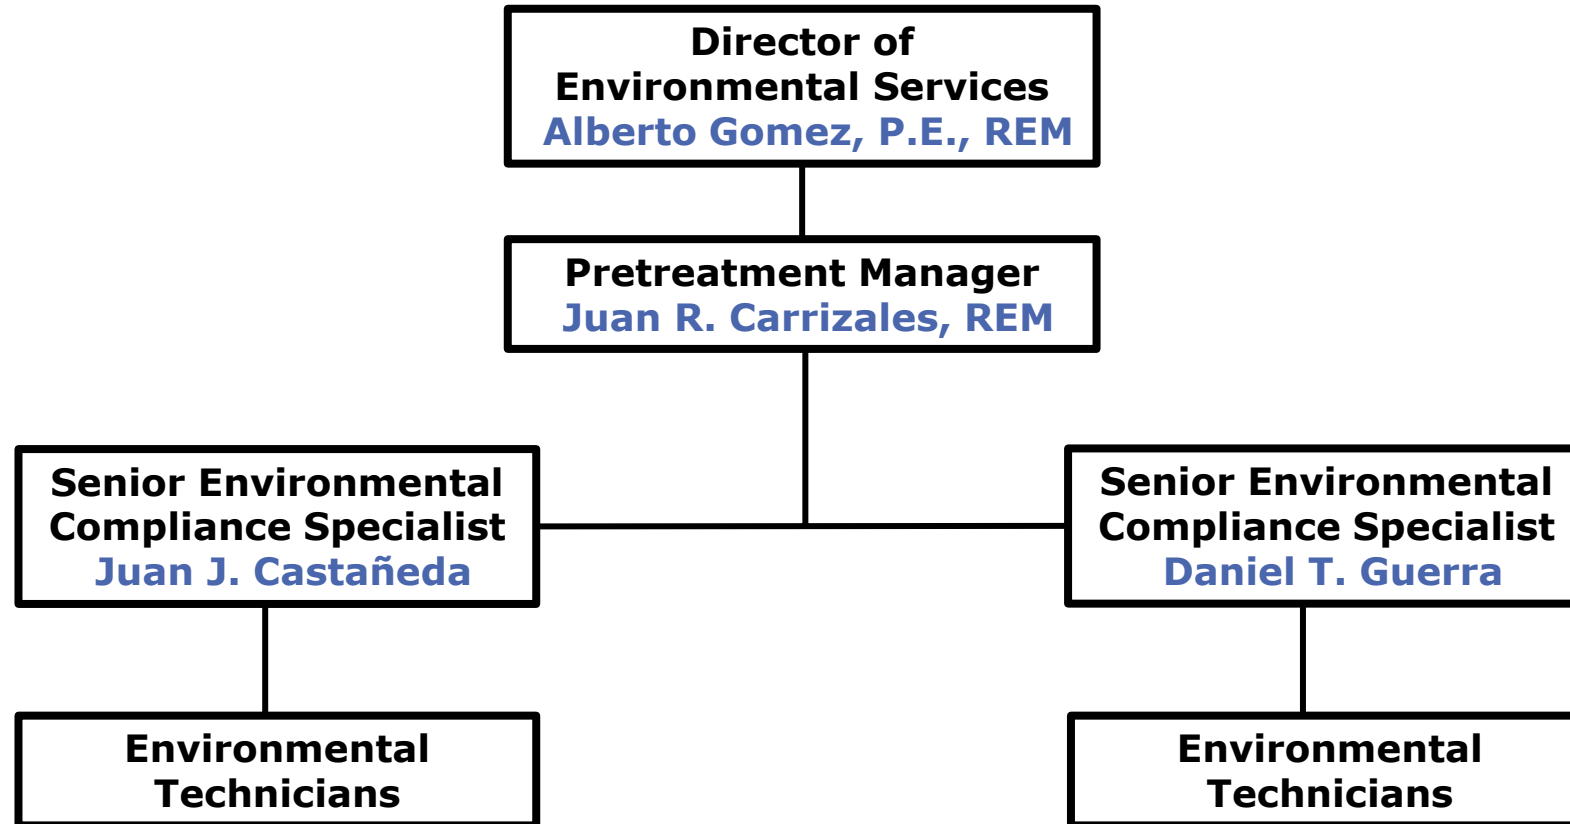 Director of
Environmental Services
Alberto Gomez, P.E., REM
Pretreatment Manager
Juan R. Carrizales, REM
Senior Environmental
Compliance Specialist
Juan J. Castañeda
Senior Environmental
Compliance Specialist
Daniel T. Guerra
Environmental
Technicians
Environmental
Technicians